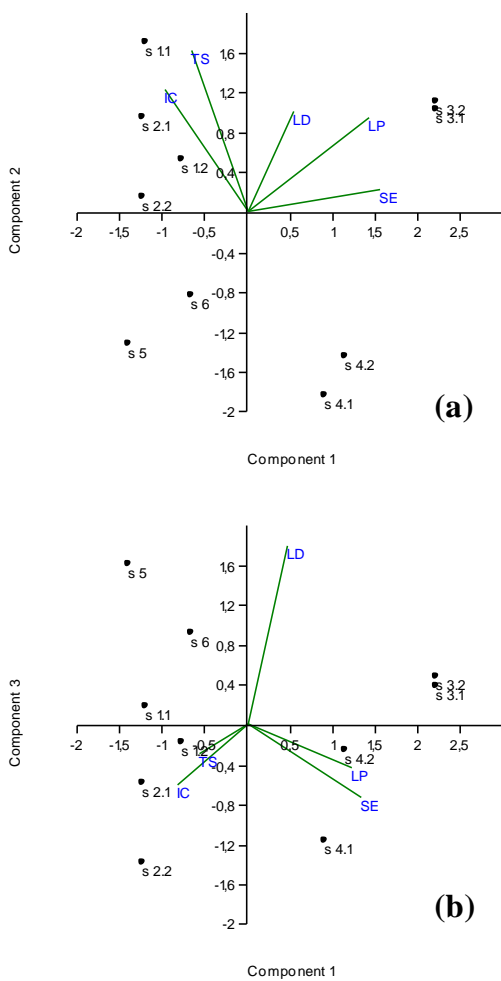 s 1.1
TS
1,6
IC
1,2
s 3.2
s 3.1
s 2.1
LD
LP
0,8
s 1.2
0,4
SE
s 2.2
-2 -1,5 -1 -0,5 0,5 1 1,5 2 2,5
-0,4
Component 2
-0,8
s 6
-1,2
s 5
s 4.2
-1,6
s 4.1
-2
(a)
Component 1
LD
s 5
1,6
1,2
s 6
0,8
s 3.2
s 3.1
0,4
s 1.1
-2 -1,5 -1 -0,5 0,5 1 1,5 2 2,5
s 1.2
s 4.2
TS
-0,4
LP
s 2.1
IC
-0,8
SE
Component 3
-1,2
s 4.1
s 2.2
-1,6
-2
(b)
Component 1